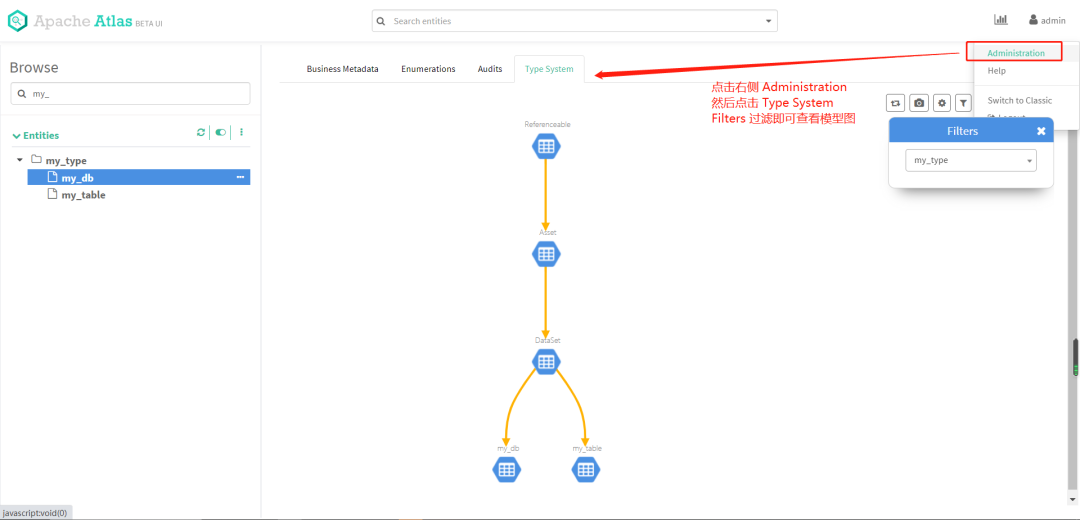 Apache Atlas BETA UI
Search entities
admin
Administration
Help
Switch to Classic
Browse
my_
Entities
my_type
my_db
my_table
Business Metadata
Enumerations
Audits
Type System
点击右侧 Administration
然后点击 Type System
Filters 过滤即可查看模型图
Filters
my_type
Referenceable
Asset
DataSet
my_db
my_table
javascript:void(0)